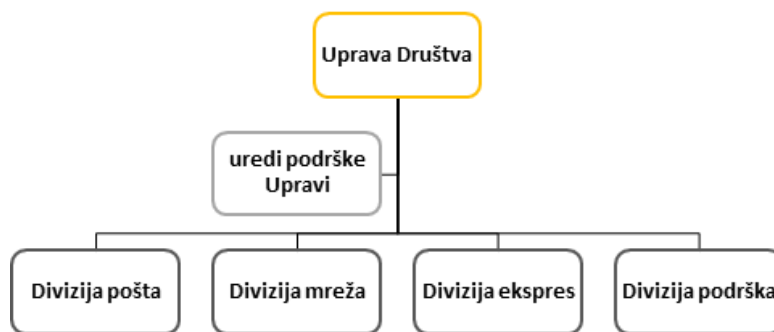 Uprava Društva
uredi podrške
Upravi
Divizija pošta
Divizija mreža
Divizija ekspres
Divizija podrška